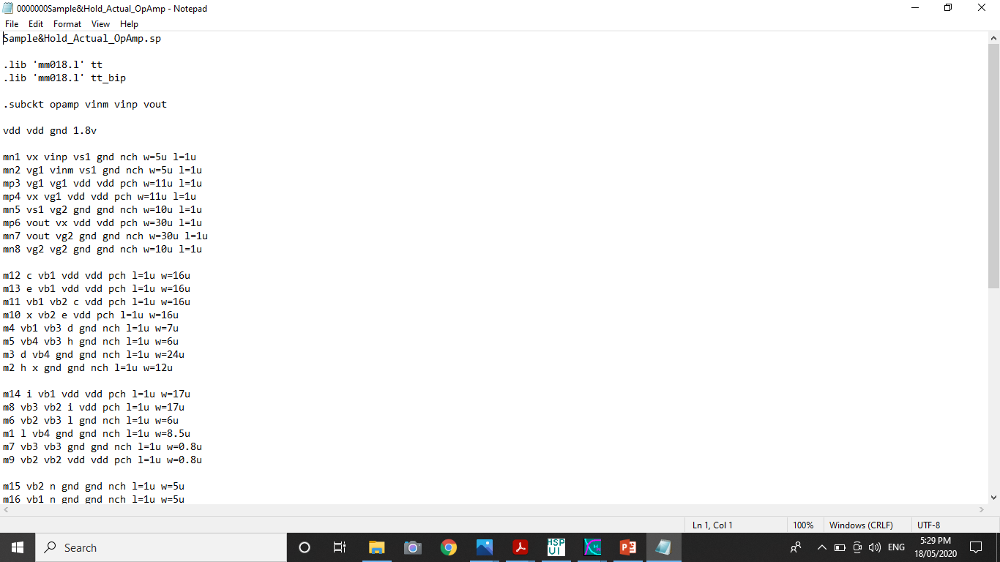 0000000Sample&Hold_Actual_OpAmp - Notepad
File Edit Format View Help
Sample&Hold_Actual_OpAmp.sp
.lib 'mm018.l' tt
.lib 'mm018.l' tt_bip
.subckt opamp vinm vinp vout
vdd vdd gnd 1.8v
mn1 vx vinp vs1 gnd nch w=5u l=1u
mn2 vg1 vinm vs1 gnd nch w=5u l=1u
mp3 vg1 vg1 vdd vdd pch w=11u l=1u
mp4 vx vg1 vdd vdd pch w=11u l=1u
mn5 vs1 vg2 gnd gnd nch w=10u l=1u
mp6 vout vx vdd vdd pch w=30u l=1u
mn7 vout vg2 gnd gnd nch w=30u l=1u
mn8 vg2 vg2 gnd gnd nch w=10u l=1u
m12 c vb1 vdd vdd pch l=1u w=16u
m13 e vb1 vdd vdd pch l=1u w=16u
m11 vb1 vb2 c vdd pch l=1u w=16u
m10 x vb2 e vdd pch l=1u w=16u
m4 vb1 vb3 d gnd nch l=1u w=7u
m5 vb4 vb3 h gnd nch l=1u w=6u
m3 d vb4 gnd gnd nch l=1u w=24u
m2 h x gnd gnd nch l=1u w=12u
m14 i vb1 vdd vdd pch l=1u w=17u
m8 vb3 vb2 i vdd pch l=1u w=17u
m6 vb2 vb3 l gnd nch l=1u w=6u
m1 l vb4 gnd gnd nch l=1u w=8.5u
m7 vb3 vb3 gnd gnd nch l=1u w=0.8u
m9 vb2 vb2 vdd vdd pch l=1u w=0.8u
m15 vb2 n gnd gnd nch l=1u w=5u
m16 vb1 n gnd gnd nch l=1u w=5u
Ln 1, Col 1 100% Windows (CRLF) UTF-8
Search
HSP
UI
ENG
5:29 PM
18/05/2020